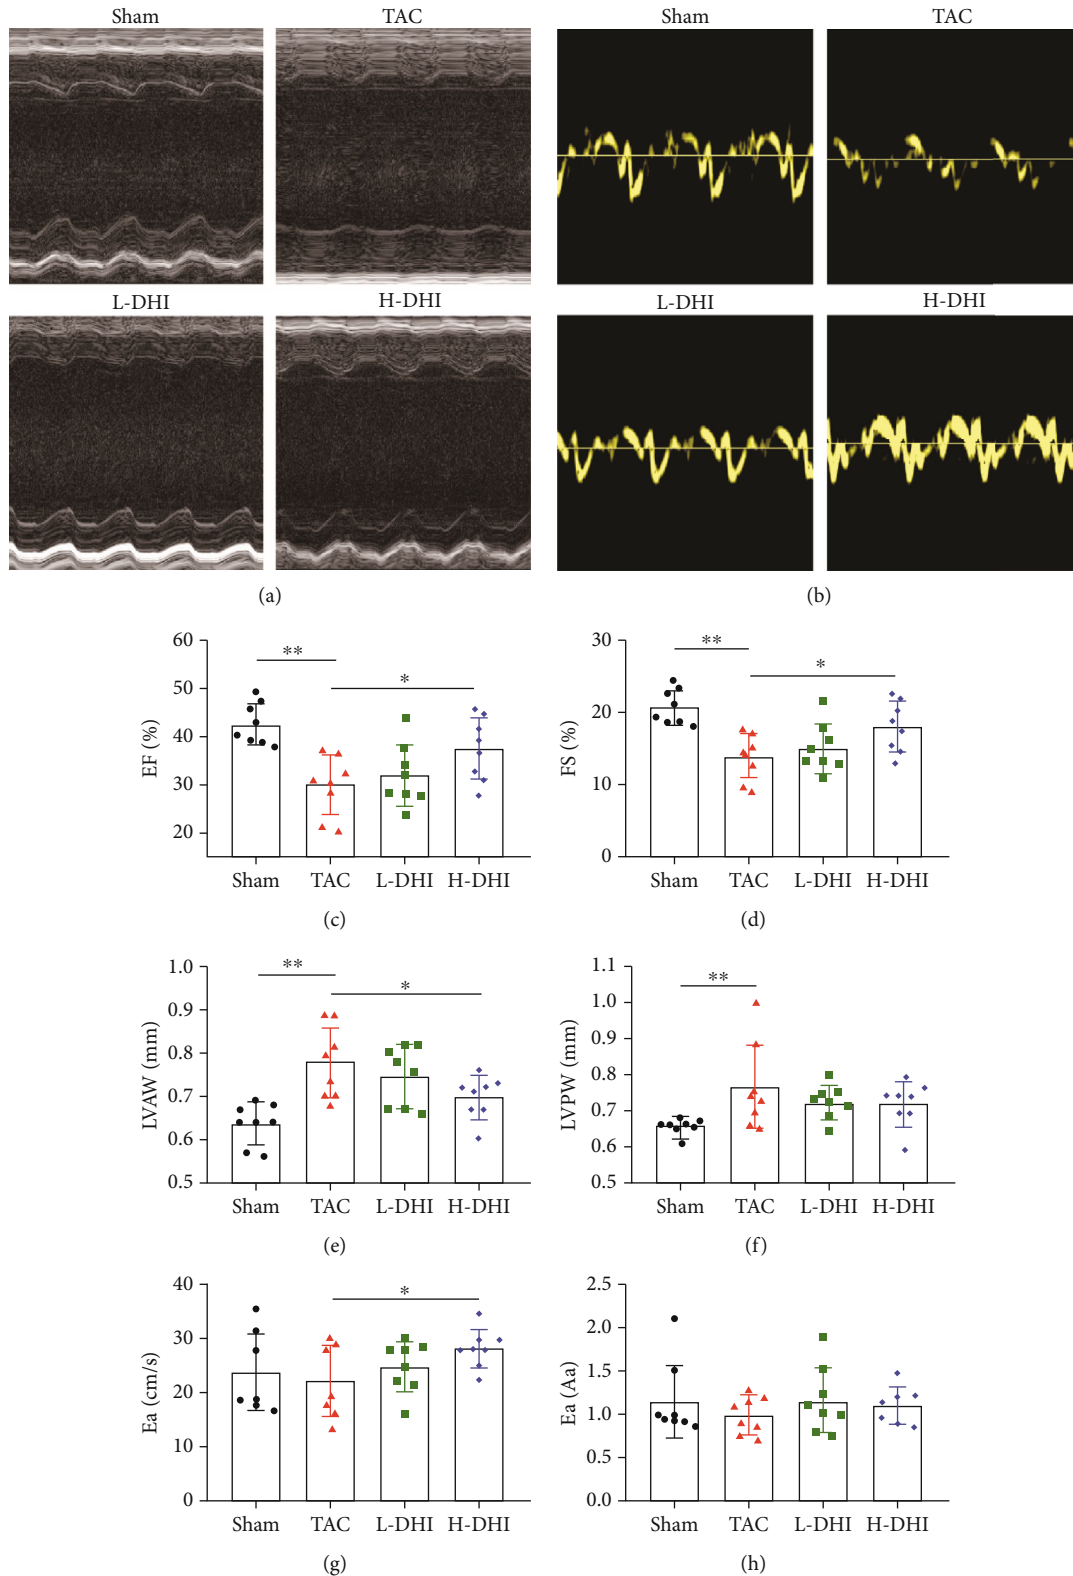 Sham TAC
L-DHI H-DHI
(a)
Sham TAC
L-DHI H-DHI
(b)
EF (%)
60
50
40
30
20
** *
Sham TAC L-DHI H-DHI
(c)
FS (%)
30
20
10
0
** *
Sham TAC L-DHI H-DHI
(d)
LVAW (mm)
1.0
0.9
0.8
0.7
0.6
0.5
** *
Sham TAC L-DHI H-DHI
(e)
LVPW (mm)
1.1
1.0
0.9
0.8
0.7
0.6
0.5
**
Sham TAC L-DHI H-DHI
(f)
Ea (cm/s)
40
30
20
10
0
*
Sham TAC L-DHI H-DHI
(g)
Ea (Aa)
2.5
2.0
1.5
1.0
0.5
0.0
Sham TAC L-DHI H-DHI
(h)